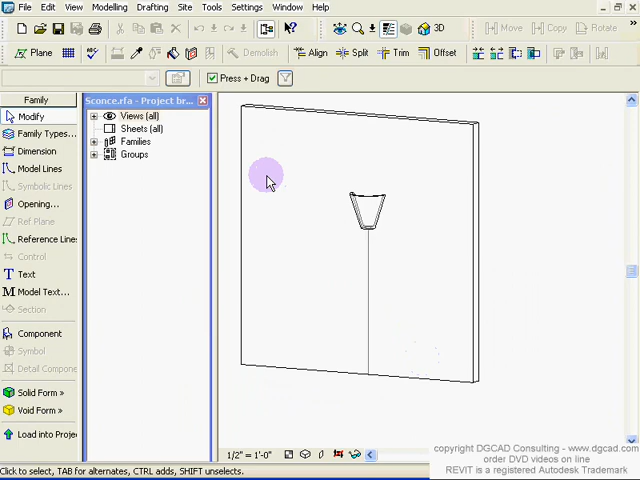 File Edit View Modelling Drafting Site Tools Settings Window Help
Move Copy Rotate
3D
Plane Demolish Align Split Trim Offset
Press + Drag
Family
Modify
Family Types...
Dimension
Model Lines
Symbolic Lines
Opening...
Ref Plane
Reference Lines
Control
Text
Model Text...
Section
Component
Symbol
Detail Compone
Solid Form »
Void Form »
Load into Proje
Sconce.rfa - Project br...
Views (all)
Sheets (all)
Families
Groups
1/2" = 1'-0"
Click to select, TAB for alternates, CTRL adds, SHIFT unselects.
copyright DGCAD Consulting - www.dgcad.com
order DVD videos on line
REVIT is a registered Autodesk Trademark